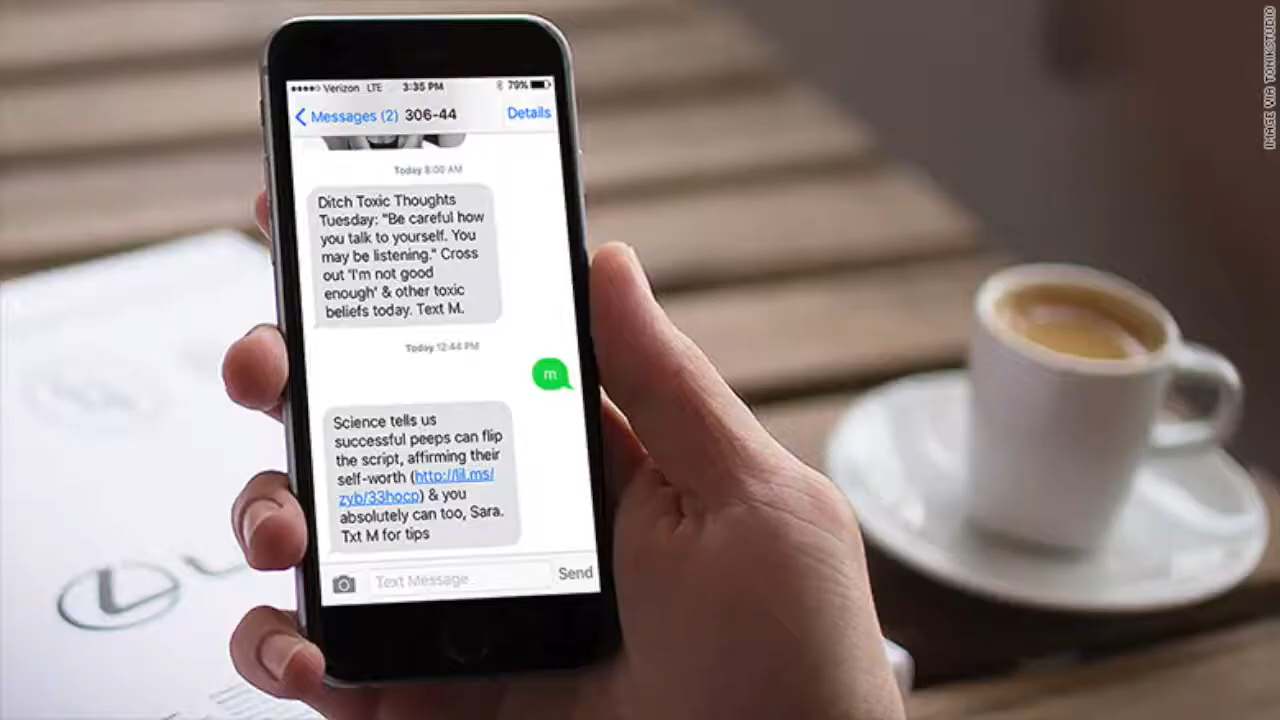 Verizon LTE 3:35 PM 79%
Messages (2) 306-44 Details
Today 8:00 AM
Ditch Toxic Thoughts
Tuesday: "Be careful how
you talk to yourself. You
may be listening." Cross
out 'I'm not good
enough' & other toxic
beliefs today. Text M.
Today 12:44 PM
m
Science tells us
successful peeps can flip
the script, affirming their
self-worth (http://lil.ms/
zyb/33hocp) & you
absolutely can too, Sara.
Txt M for tips
Text Message
Send
IMAGE VIA TONIKSTUDIO